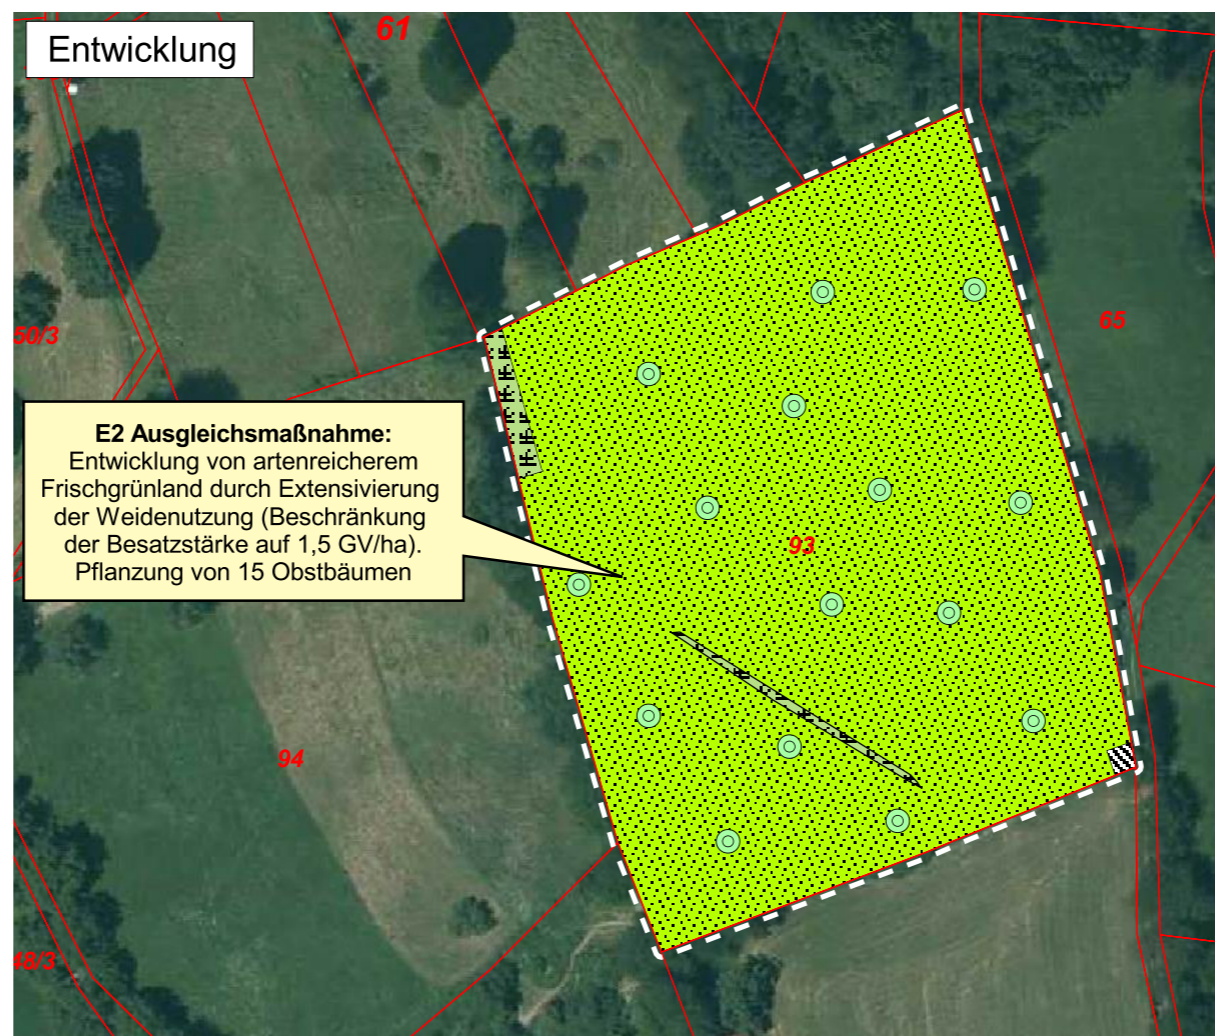 Entwicklung
61
50/3
65
E2 Ausgleichsmaßnahme:
Entwicklung von artenreicherem
Frischgrünland durch Extensivierung
der Weidenutzung (Beschränkung
der Besatzstärke auf 1,5 GV/ha).
Pflanzung von 15 Obstbäumen
93
94
48/3